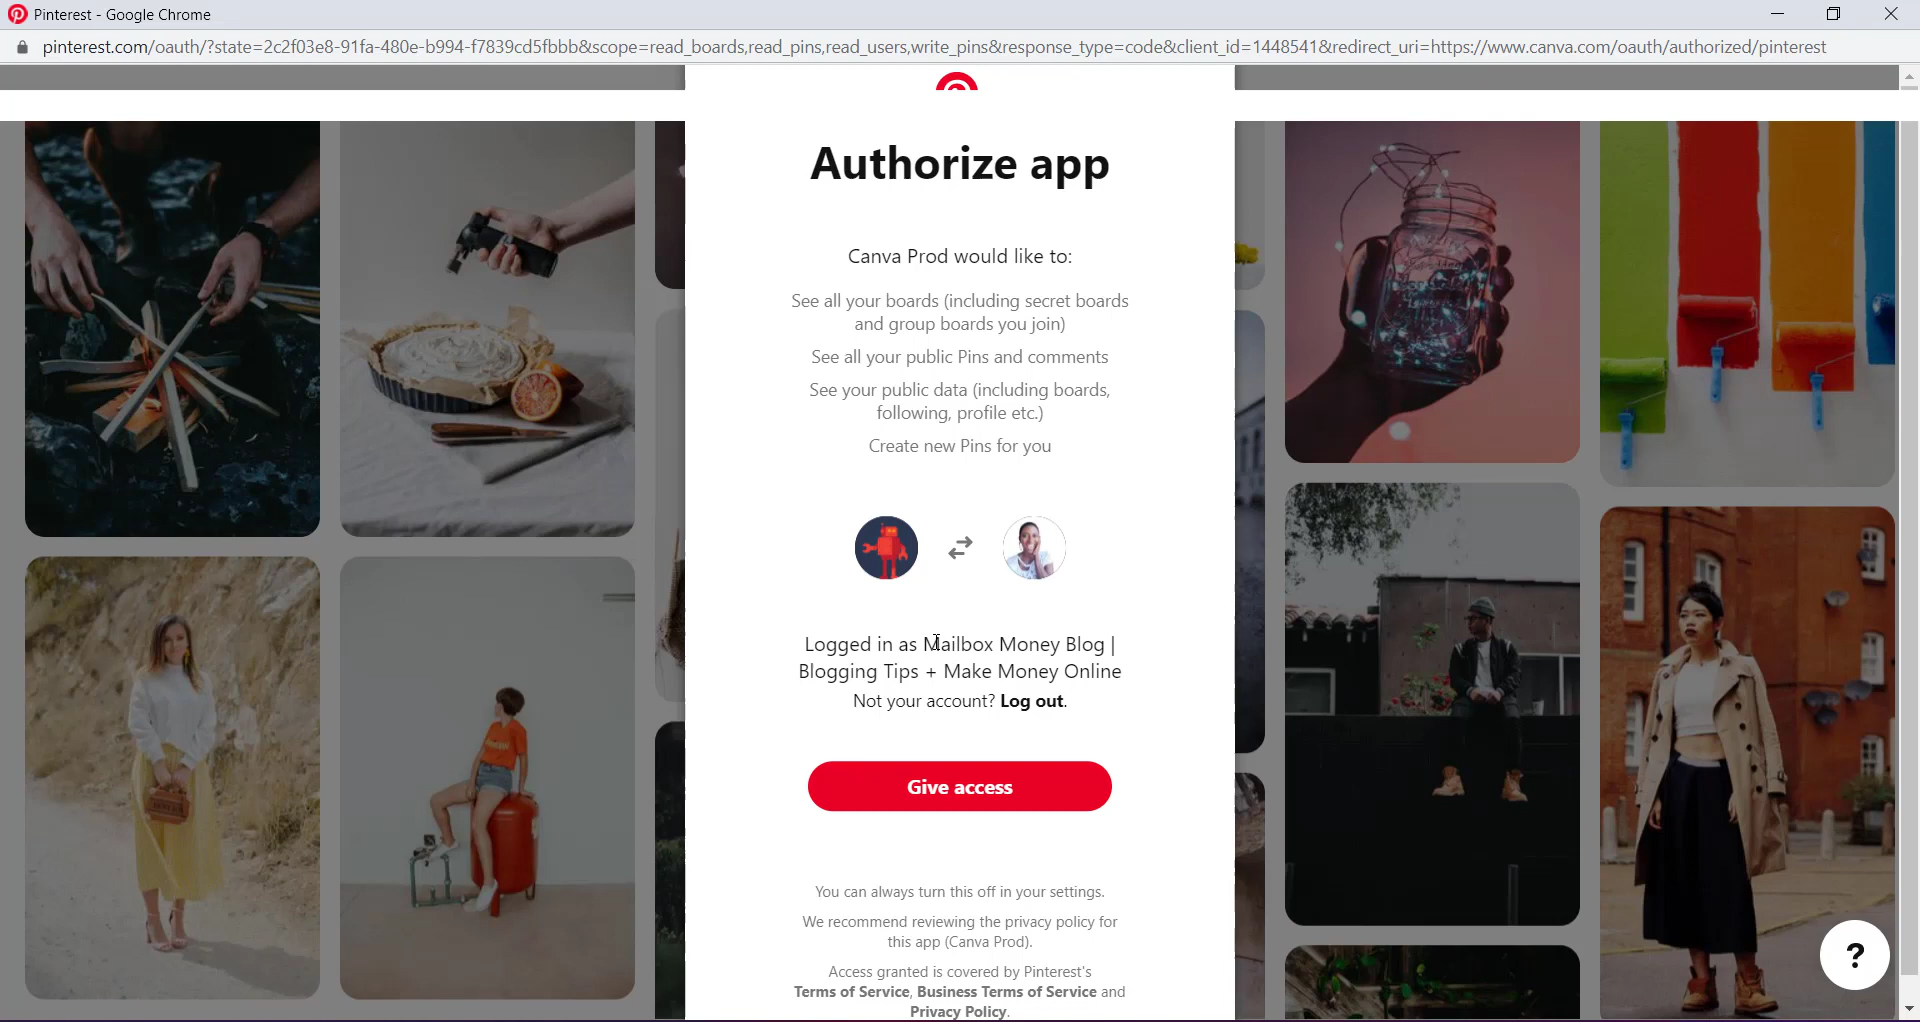 Pinterest - Google Chrome
pinterest.com/oauth/?state=2c2f03e8-91fa-480e-b994-f7839cd5fbbb&scope=read_boards,read_pins,read_users,write_pins&response_type=code&client_id=1448541&redirect_uri=https://www.canva.com/oauth/authorized/pinterest
Authorize app
Canva Prod would like to:
See all your boards (including secret boards
and group boards you join)
See all your public Pins and comments
See your public data (including boards,
following, profile etc.)
Create new Pins for you
Logged in as Mailbox Money Blog |
Blogging Tips + Make Money Online
Not your account? Log out.
Give access
You can always turn this off in your settings.
We recommend reviewing the privacy policy for
this app (Canva Prod).
Access granted is covered by Pinterest's
Terms of Service, Business Terms of Service and
Privacy Policy.
?